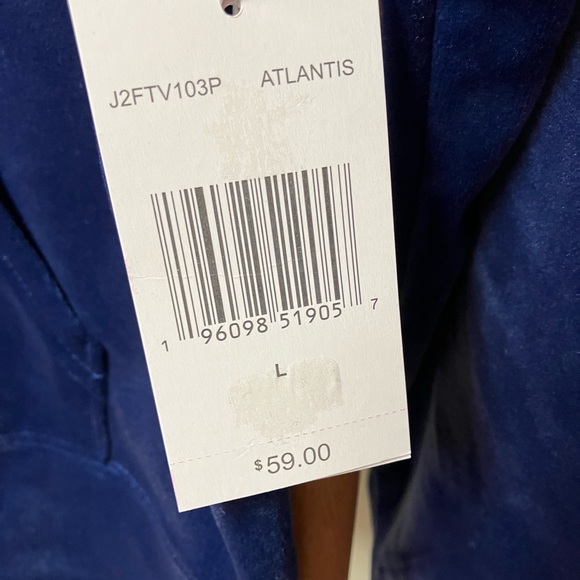 J2FTV103P ATLANTIS
1 96098 51905 7
L
$59.00